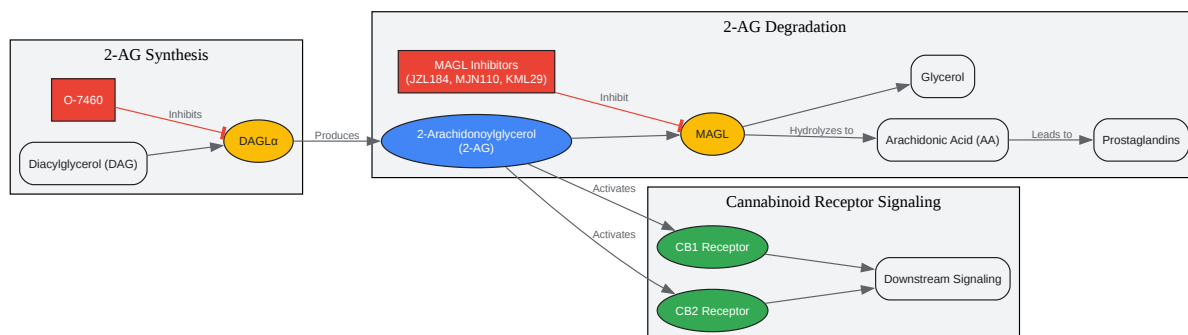 2-AG Synthesis
O-7460
Inhibits
Diacylglycerol (DAG)
DAGLα
Produces
2-AG Degradation
MAGL Inhibitors
(JZL184, MJN110, KML29)
Inhibit
2-Arachidonoylglycerol
(2-AG)
MAGL
Glycerol
Hydrolyzes to
Arachidonic Acid (AA)
Leads to
Prostaglandins
Activates
Activates
Cannabinoid Receptor Signaling
CB1 Receptor
CB2 Receptor
Downstream Signaling